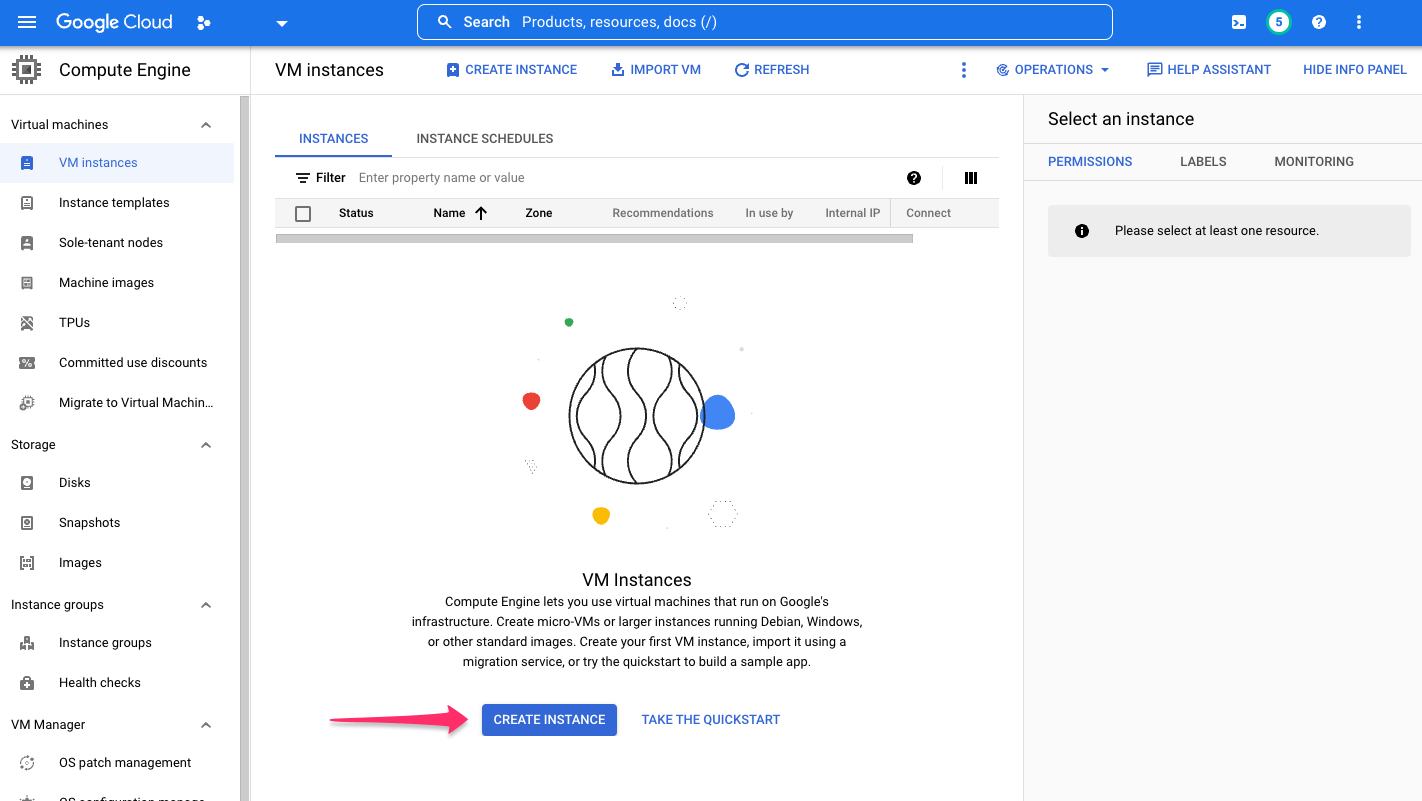 Google Cloud
Search Products, resources, docs (/)
5
Compute Engine
VM instances
CREATE INSTANCE
IMPORT VM
REFRESH
OPERATIONS
HELP ASSISTANT
HIDE INFO PANEL
Virtual machines
VM instances
Instance templates
Sole-tenant nodes
Machine images
TPUs
Committed use discounts
Migrate to Virtual Machin...
Storage
Disks
Snapshots
Images
Instance groups
Instance groups
Health checks
VM Manager
OS patch management
OS configuration manage
INSTANCES
INSTANCE SCHEDULES
Filter Enter property name or value
Status Name Zone Recommendations In use by Internal IP Connect
VM Instances
Compute Engine lets you use virtual machines that run on Google's
infrastructure. Create micro-VMs or larger instances running Debian, Windows,
or other standard images. Create your first VM instance, import it using a
migration service, or try the quickstart to build a sample app.
CREATE INSTANCE
TAKE THE QUICKSTART
Select an instance
PERMISSIONS
LABELS
MONITORING
Please select at least one resource.